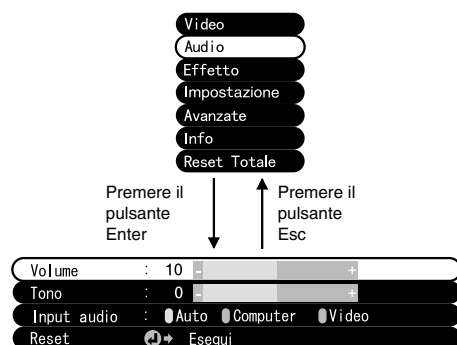 Video
Audio
Effetto
Impostazione
Avanzate
Info
Reset Totale
Premere il
pulsante
Enter
Premere il
pulsante
Esc
Volume : 10 - +
Tono : 0 - +
Input audio : Auto Computer Video
Reset Esegui